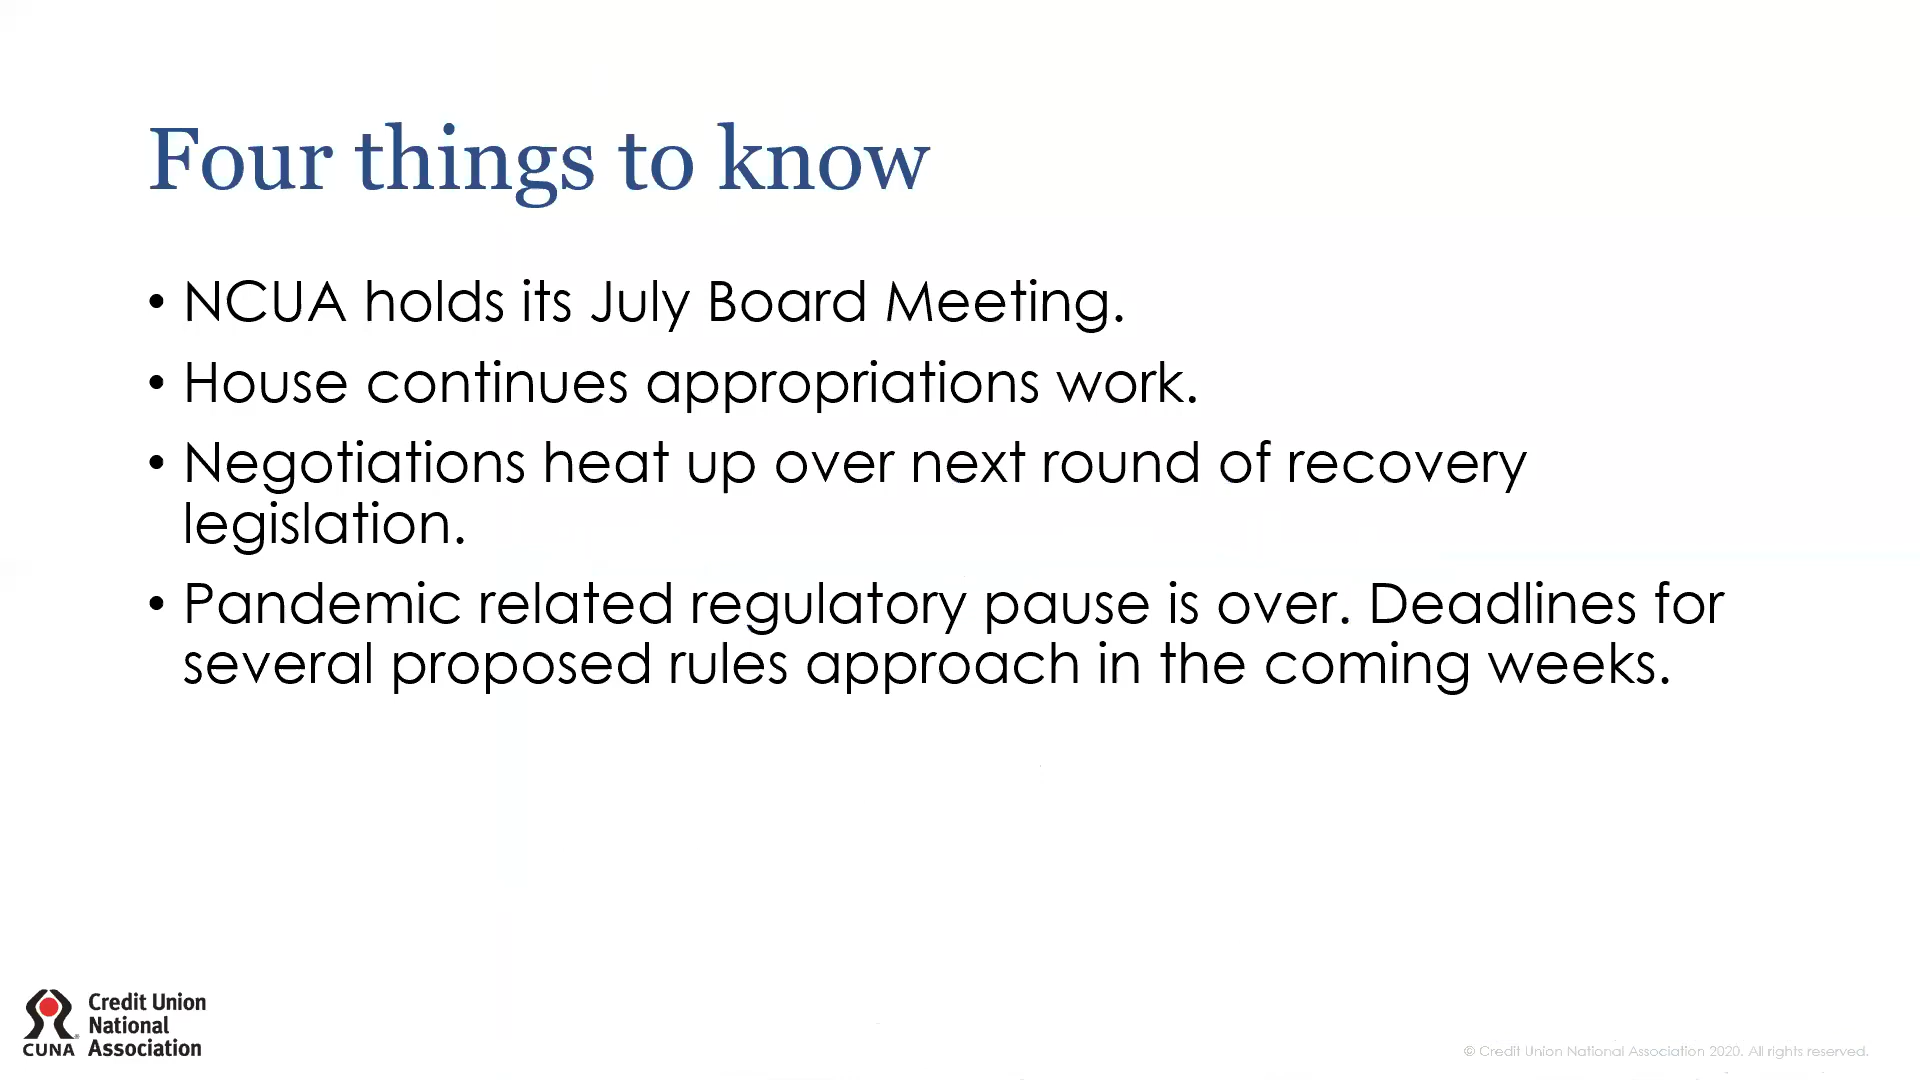 Four things to know
• NCUA holds its July Board Meeting.
• House continues appropriations work.
• Negotiations heat up over next round of recovery
legislation.
• Pandemic related regulatory pause is over. Deadlines for
several proposed rules approach in the coming weeks.
Credit Union
National
CUNA® Association
© Credit Union National Association 2020. All rights reserved.